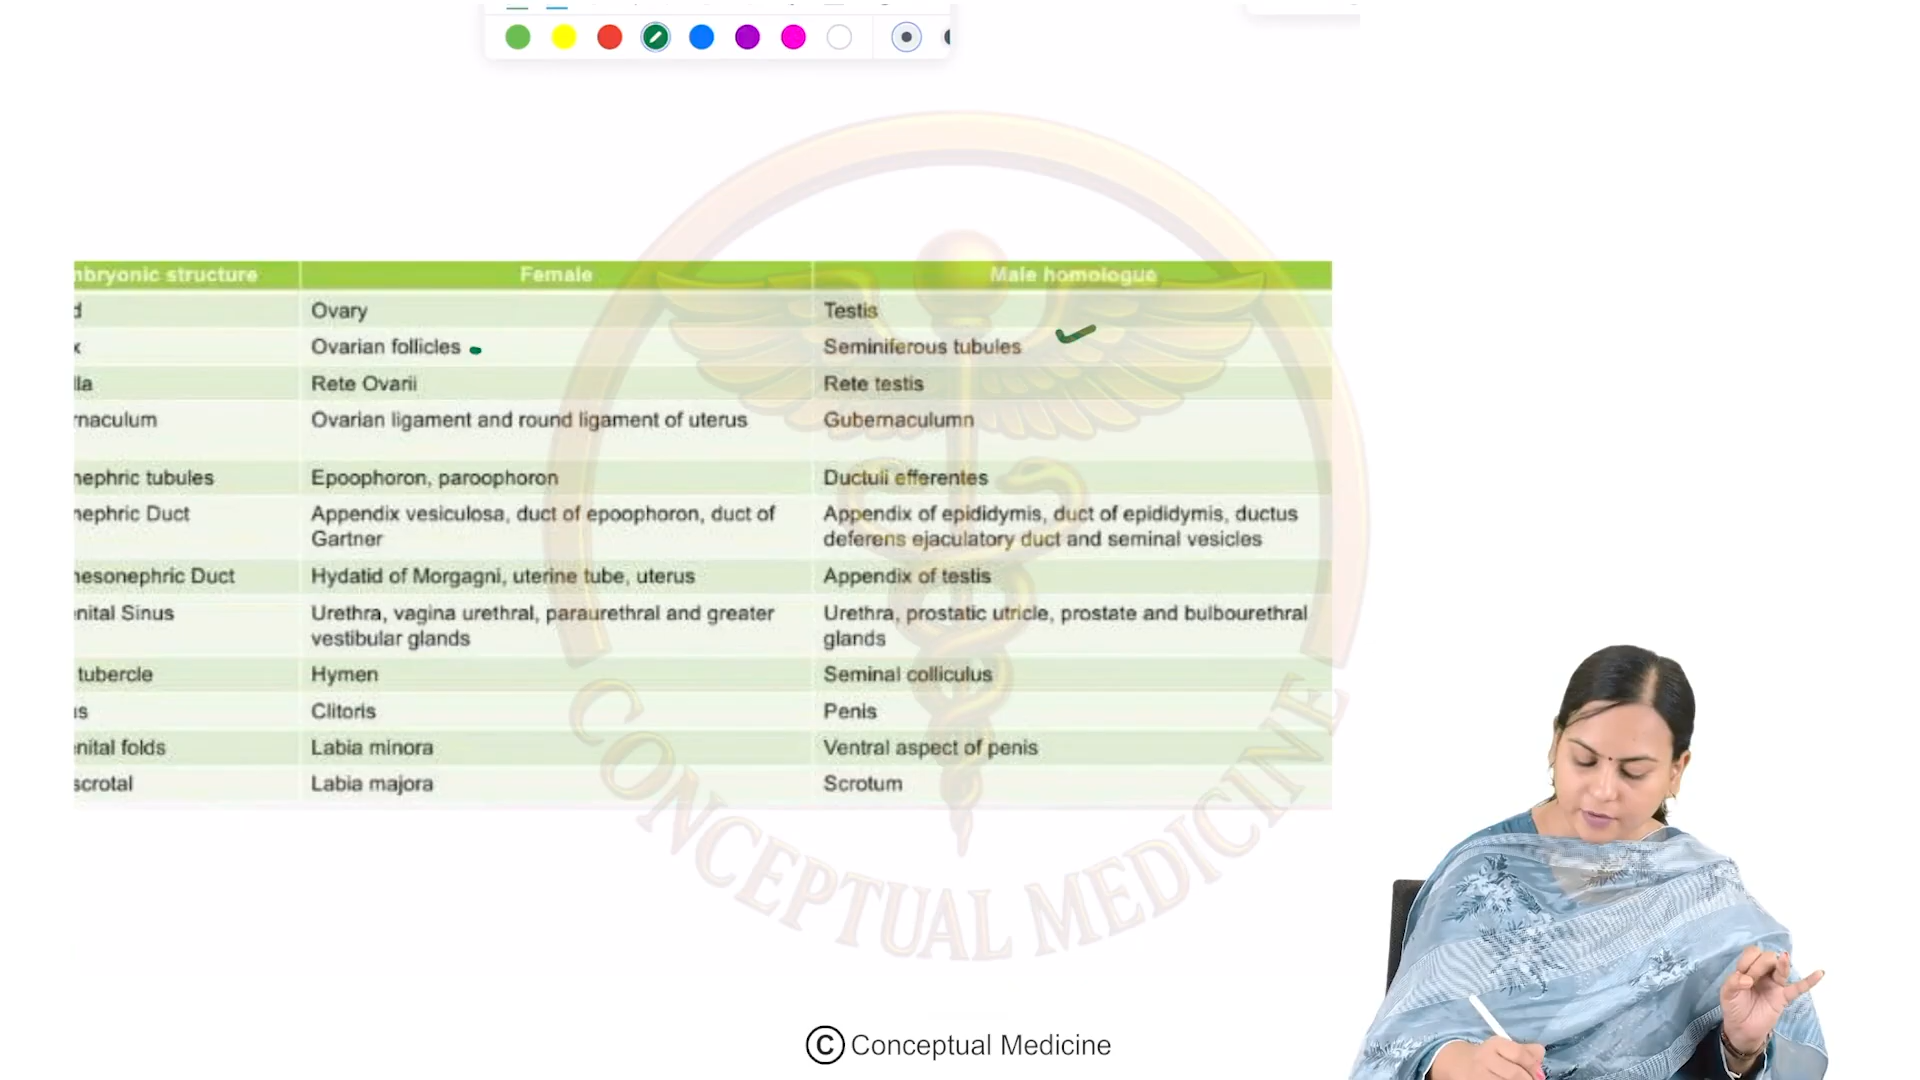 mbryonic structure Female Male homologue
d Ovary Testis
x Ovarian follicles Seminiferous tubules
lla Rete Ovarii Rete testis
rnaculum Ovarian ligament and round ligament of uterus Gubernaculumn
nephric tubules Epoophoron, paroophoron Ductuli efferentes
nephric Duct Appendix vesiculosa, duct of epoophoron, duct of Appendix of epididymis, duct of epididymis, ductus
Gartner deferens ejaculatory duct and seminal vesicles
nesonephric Duct Hydatid of Morgagni, uterine tube, uterus Appendix of testis
enital Sinus Urethra, vagina urethral, paraurethral and greater Urethra, prostatic utricle, prostate and bulbourethral
vestibular glands glands
tubercle Hymen Seminal colliculus
us Clitoris Penis
enital folds Labia minora Ventral aspect of penis
scrotal Labia majora Scrotum
CONCEPTUAL MEDICINE
© Conceptual Medicine